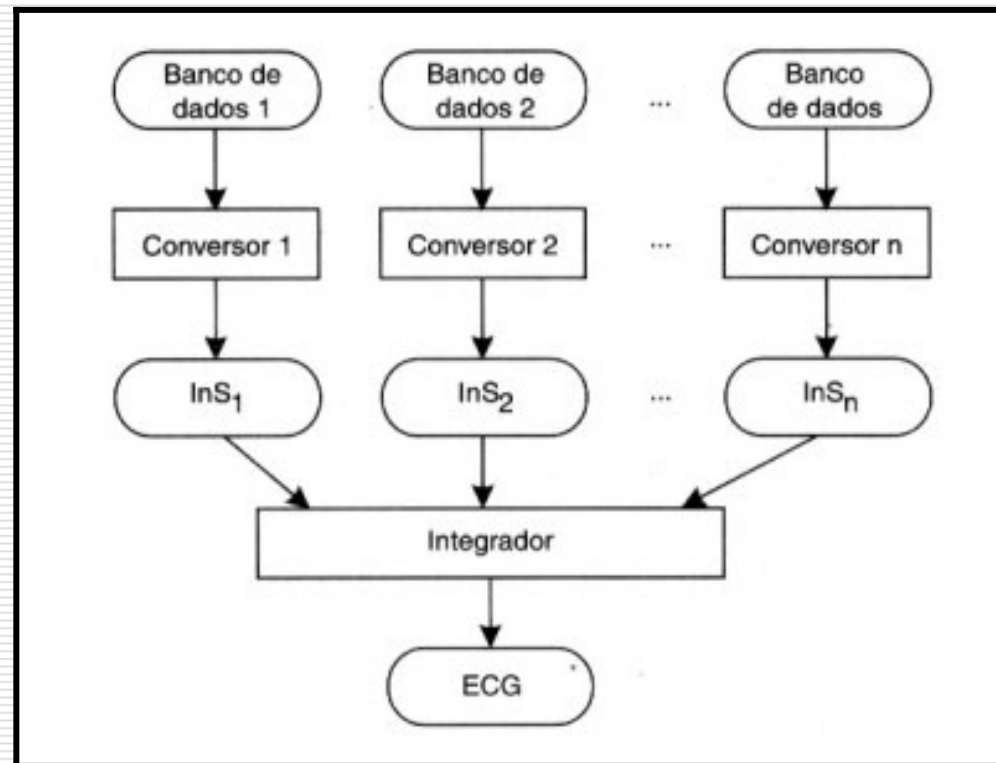 Banco de
dados 1
Banco de
dados 2
...
Banco
de dados
Conversor 1
Conversor 2
...
Conversor n
InS1
InS2
...
InSn
Integrador
ECG